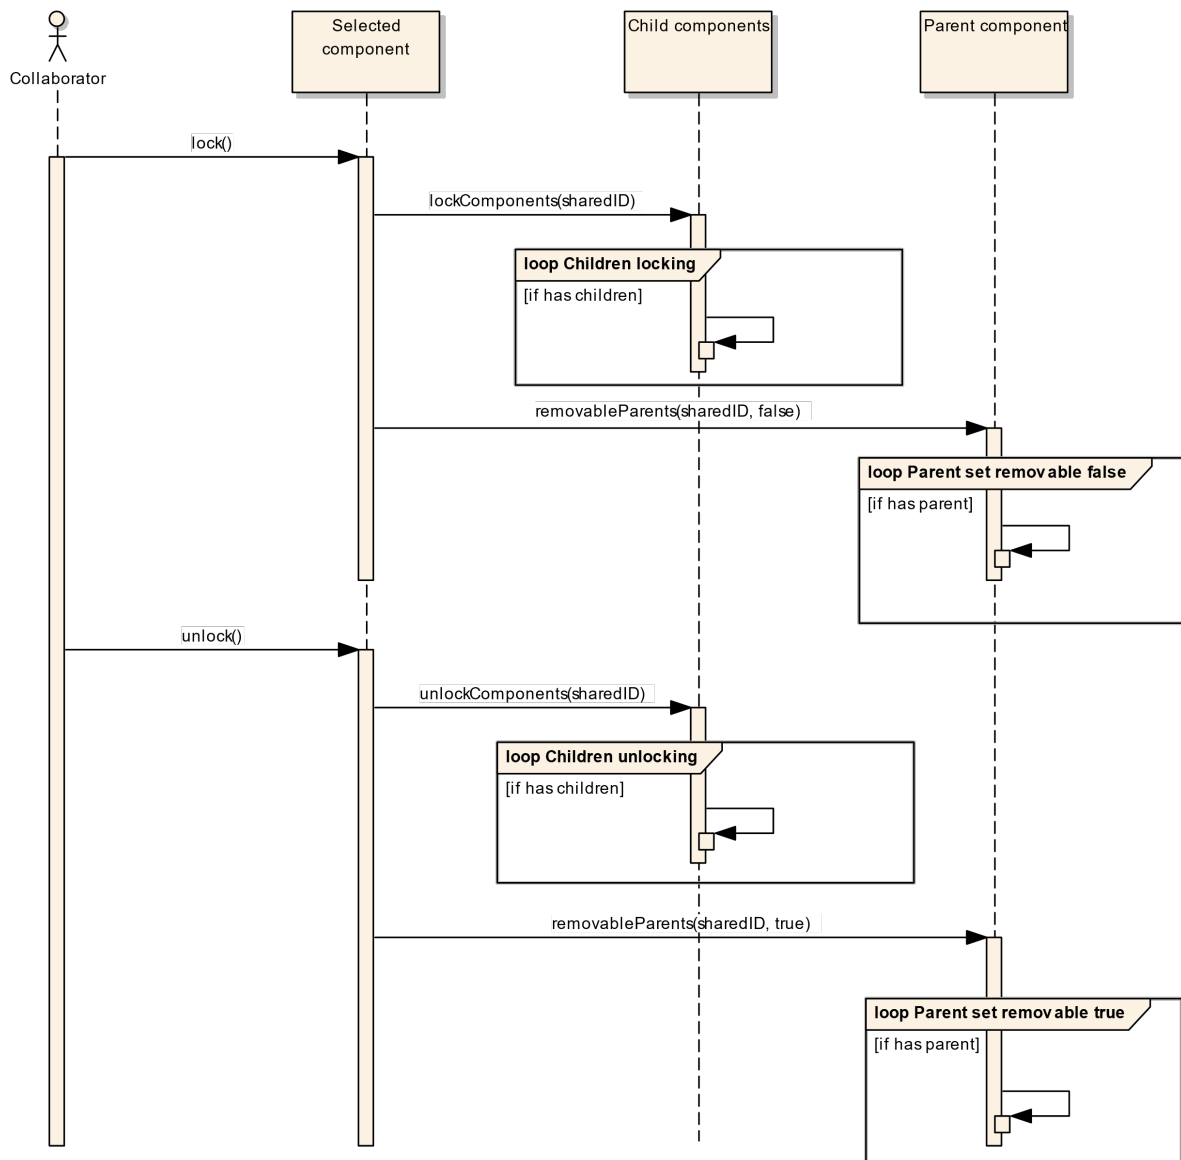 Collaborator
Selected
component
Child components
Parent component
lock()
lockComponents(sharedID)
loop Children locking
[if has children]
removableParents(sharedID, false)
loop Parent set removable false
[if has parent]
unlock()
unlockComponents(sharedID)
loop Children unlocking
[if has children]
removableParents(sharedID, true)
loop Parent set removable true
[if has parent]